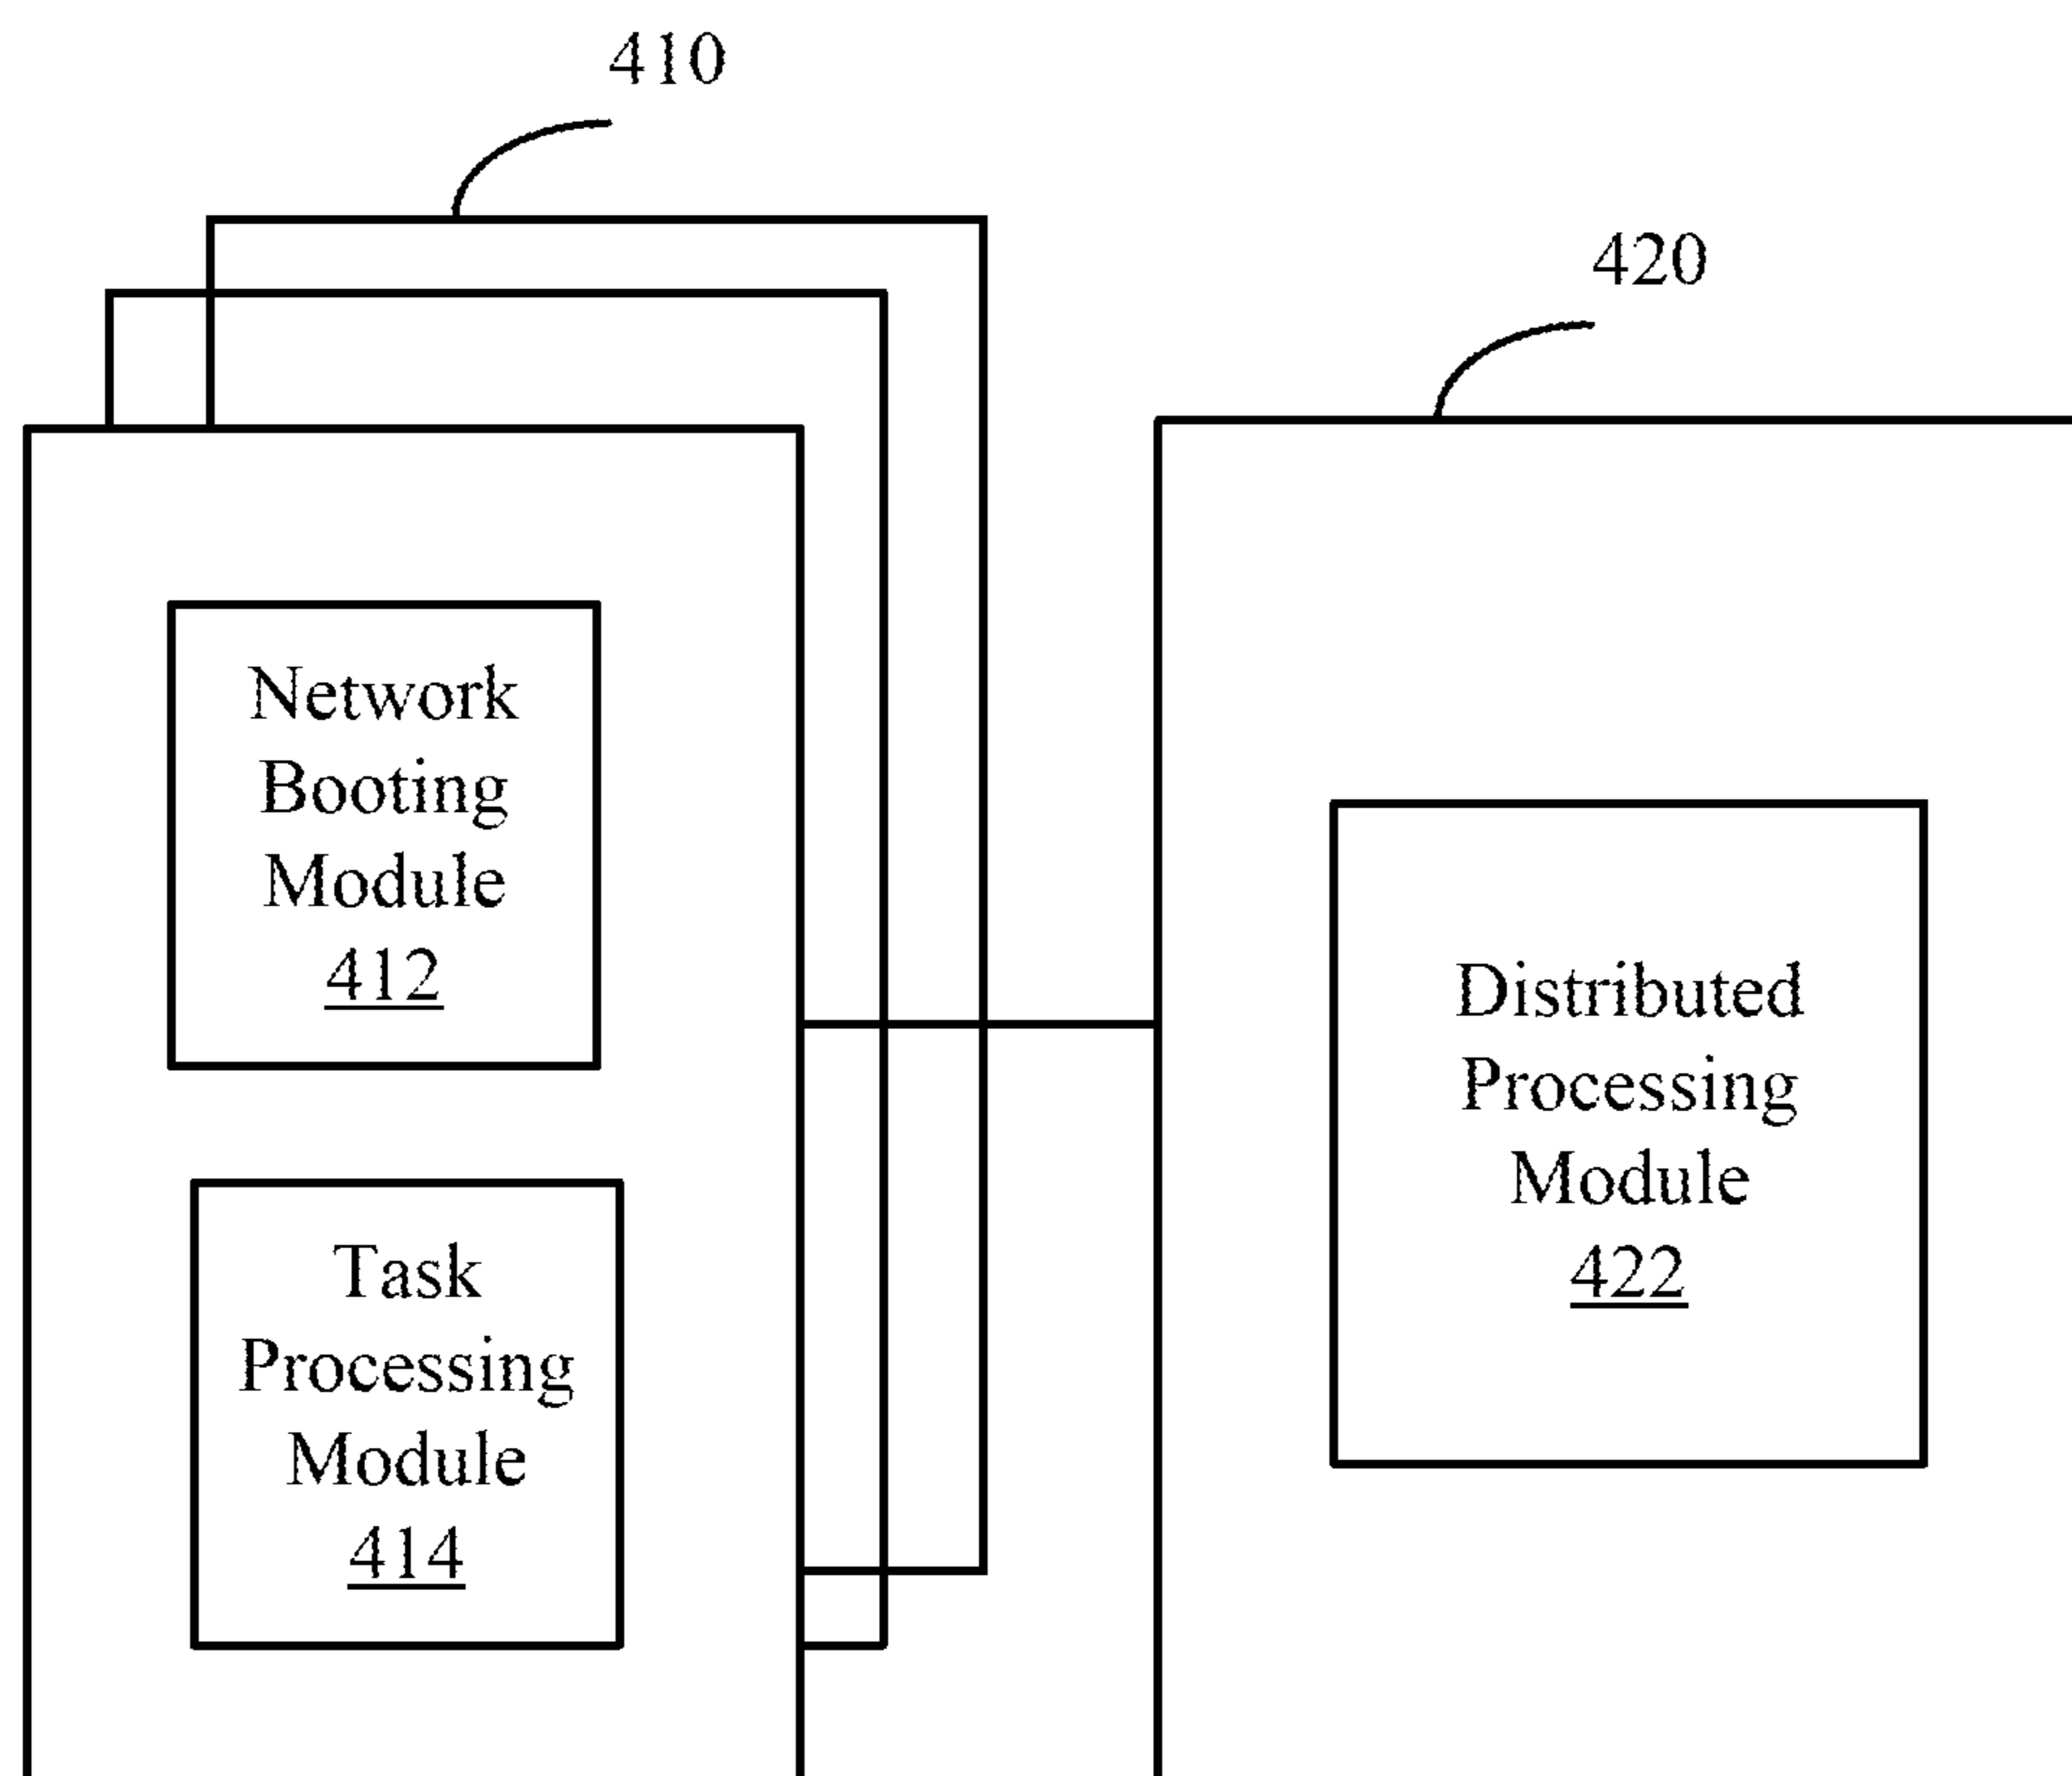 410
420
Network
Booting
Module
412
Task
Processing
Module
414
Distributed
Processing
Module
422